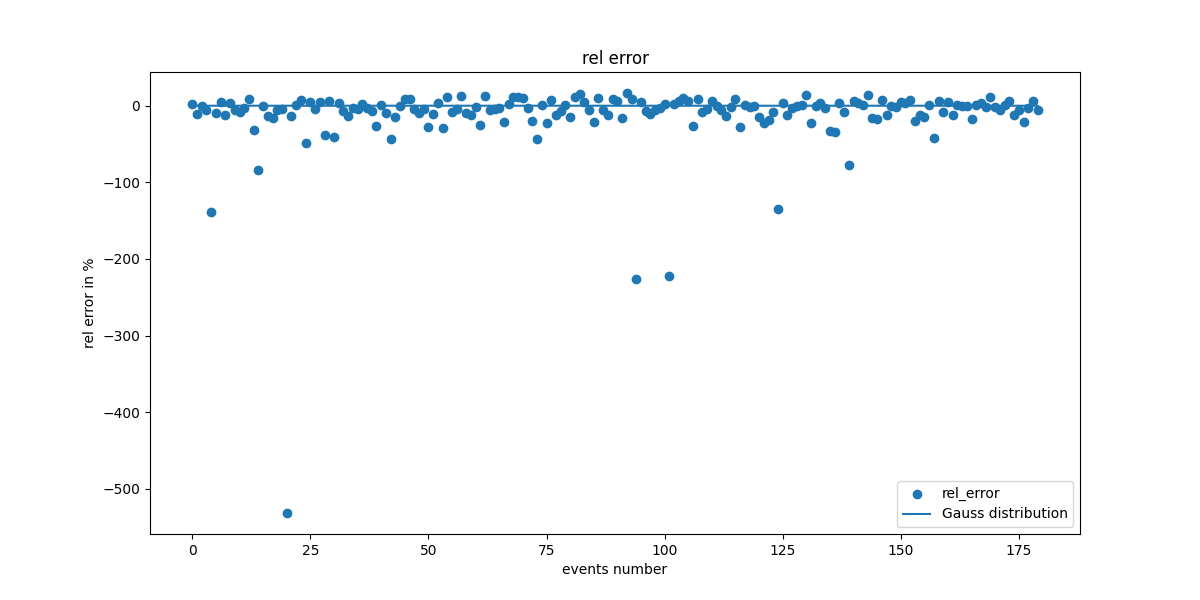 rel error
0
−100
−200
−300
−400
−500
rel error in %
0
25
50
75
100
125
150
175
events number
rel_error
Gauss distribution